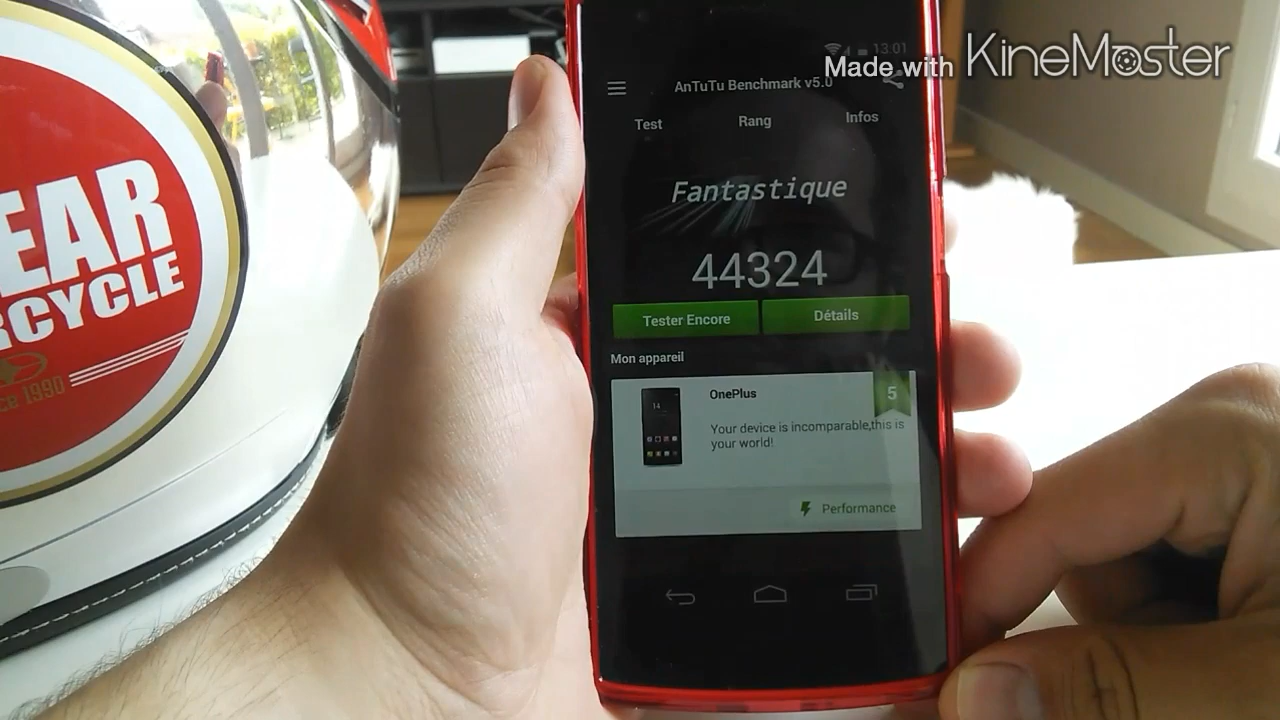 EAR
RCYCLE
ce 1990
13:01
Made with KineMaster
AnTuTu Benchmark v5.0
Test Rang Infos
Fantastique
44324
Tester Encore Détails
Mon appareil
OnePlus 5
Your device is incomparable,this is
your world!
Performance